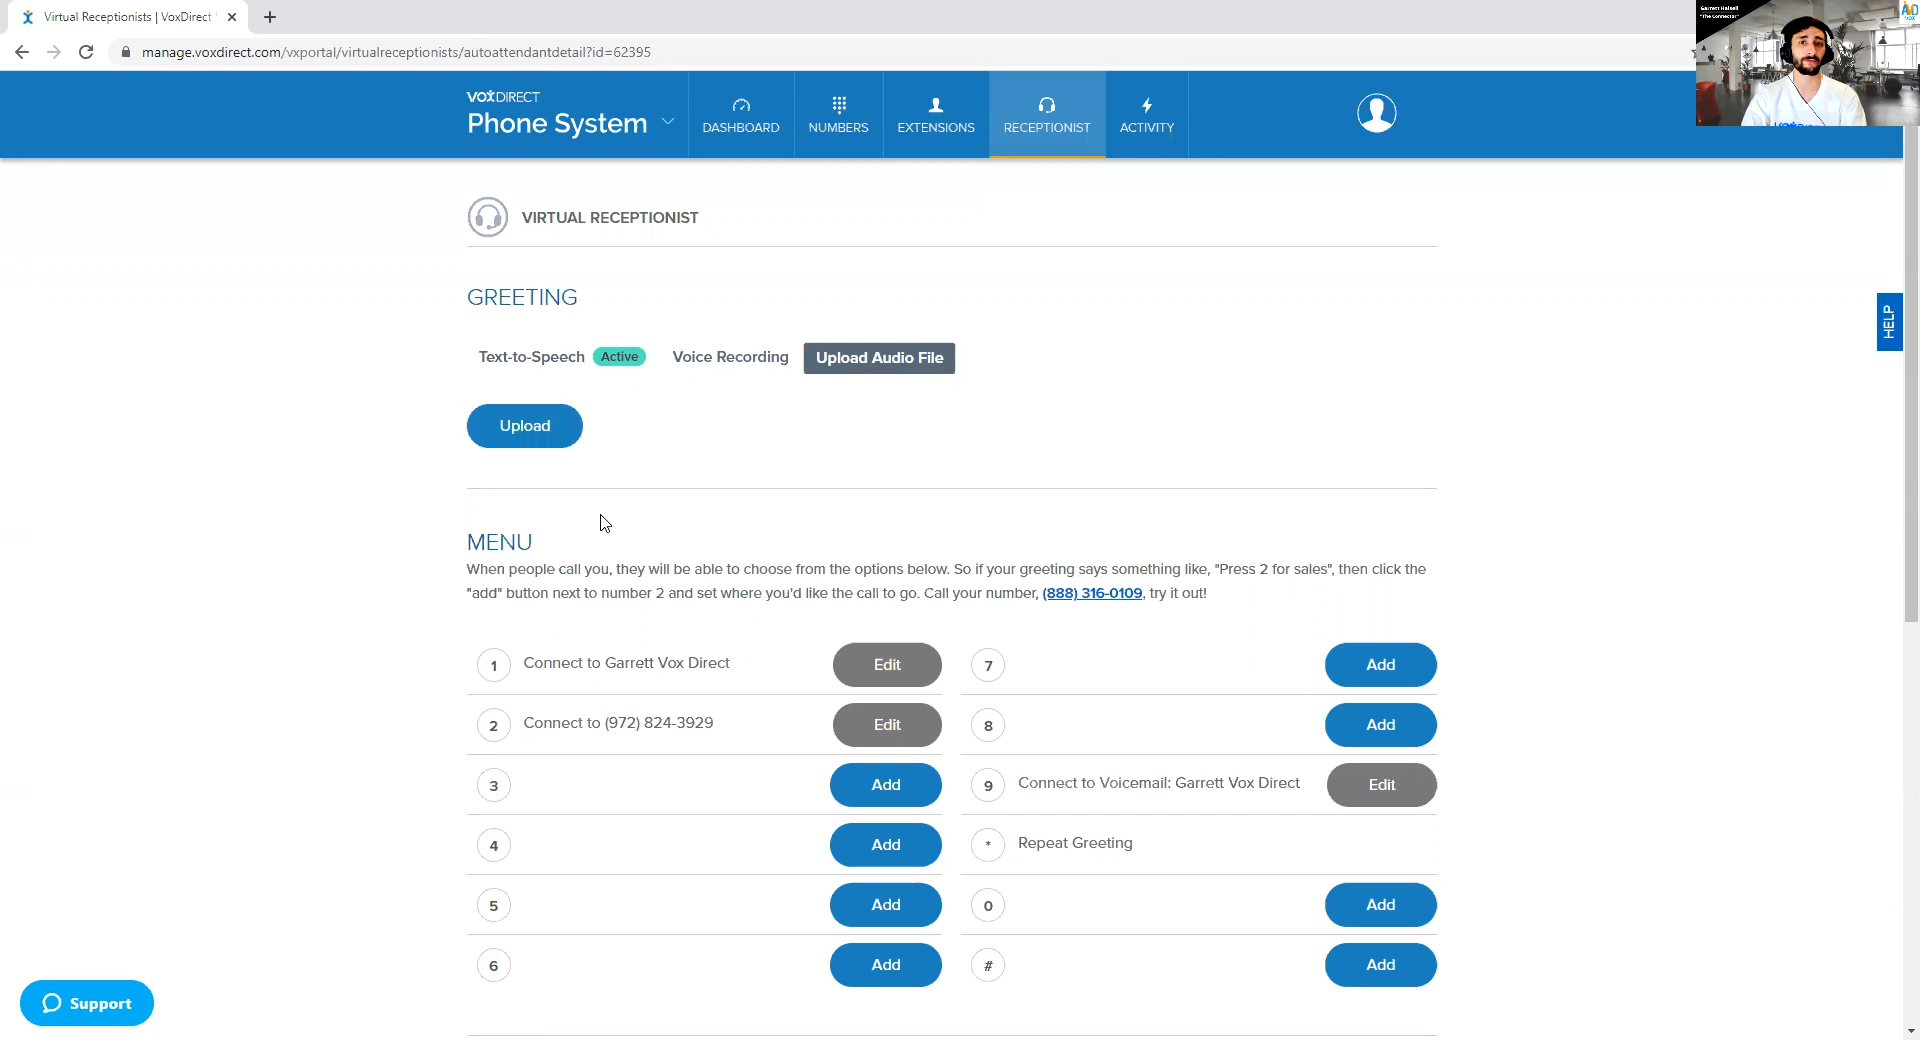 Virtual Receptionists | VoxDirect
manage.voxdirect.com/vxportal/virtualreceptionists/autoattendantdetail?id=62395
Garrett Halsell
"The Connector"
VOXDIRECT
Phone System
DASHBOARD
NUMBERS
EXTENSIONS
RECEPTIONIST
ACTIVITY
VIRTUAL RECEPTIONIST
HELP
GREETING
Text-to-Speech Active Voice Recording Upload Audio File
Upload
MENU
When people call you, they will be able to choose from the options below. So if your greeting says something like, "Press 2 for sales", then click the
"add" button next to number 2 and set where you'd like the call to go. Call your number, (888) 316-0109, try it out!
1 Connect to Garrett Vox Direct Edit
7 Add
2 Connect to (972) 824-3929 Edit
8 Add
3 Add
9 Connect to Voicemail: Garrett Vox Direct Edit
4 Add
* Repeat Greeting
5 Add
0 Add
6 Add
# Add
Support